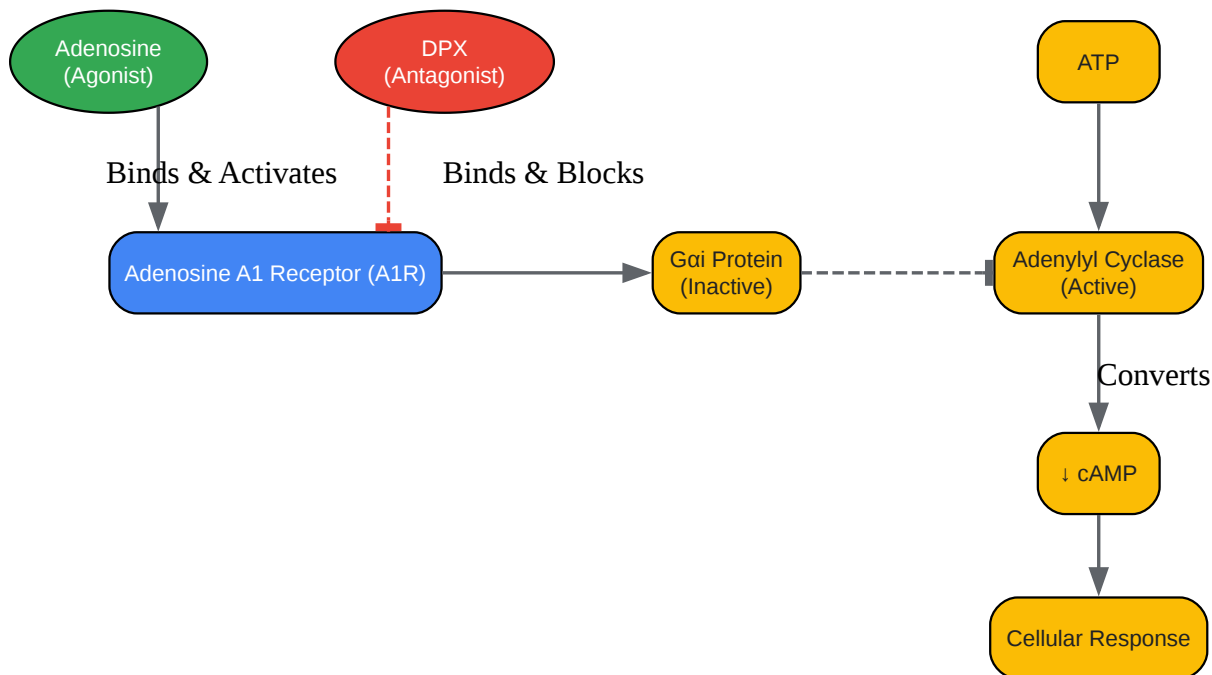 Adenosine
(Agonist)
DPX
(Antagonist)
ATP
Binds & Activates
Binds & Blocks
Adenosine A1 Receptor (A1R)
Gαi Protein
(Inactive)
Adenylyl Cyclase
(Active)
Converts
↓ cAMP
Cellular Response